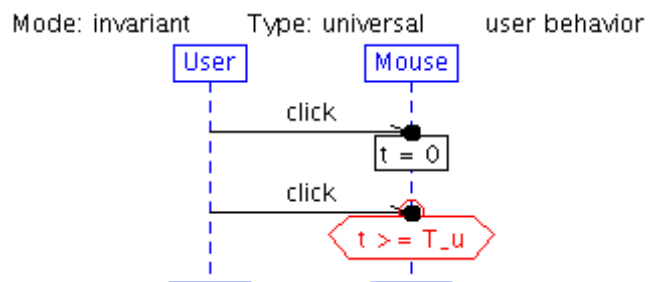 Mode: invariant Type: universal user behavior
User Mouse
click
t = 0
click
t >= T_u